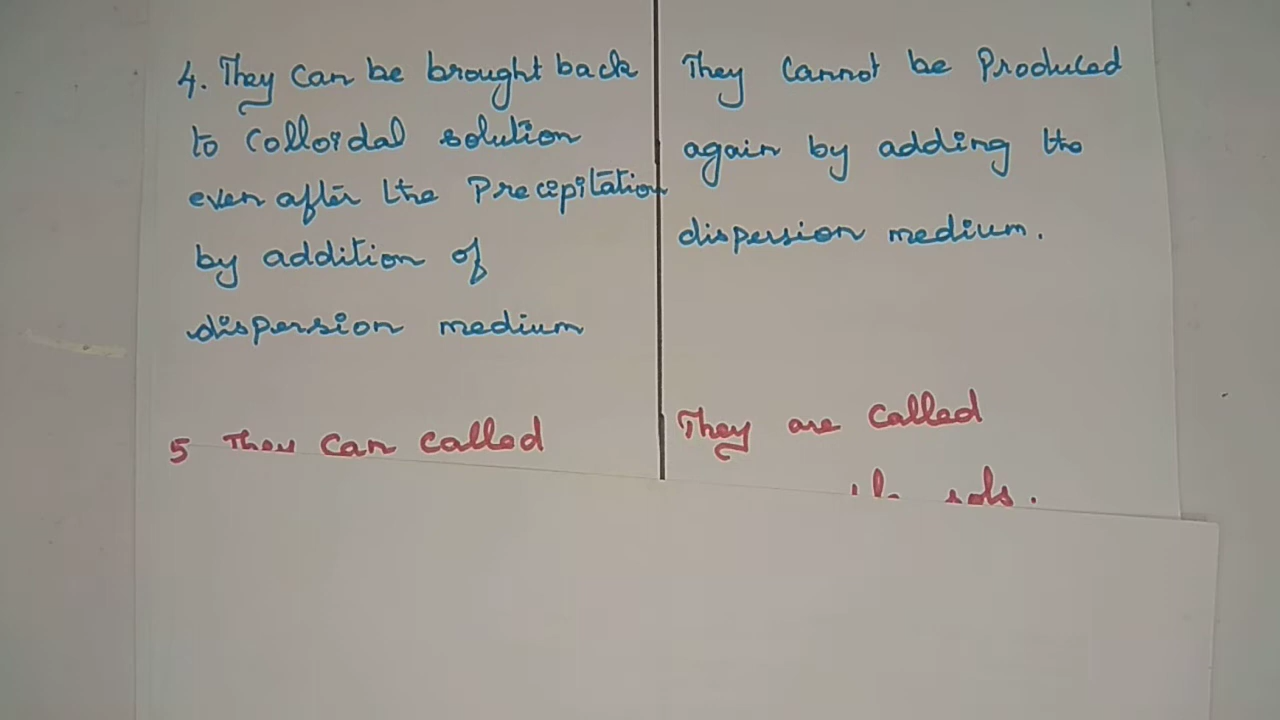 4. They can be brought back
to colloidal solution
even after the Precipitation
by addition of
dispersion medium
5 They can called
They cannot be Produced
again by adding the
dispersion medium.
They are called
sols.